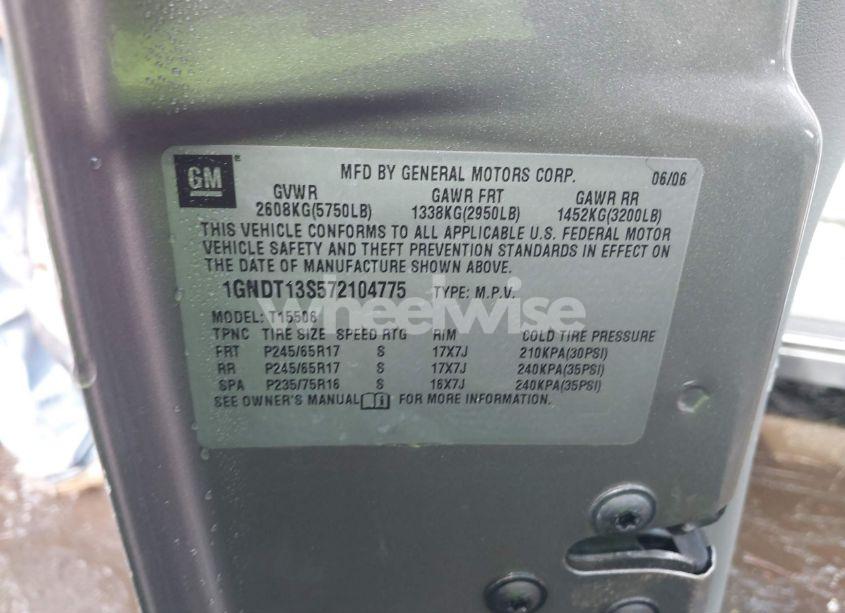 GM ® MFD BY GENERAL MOTORS CORP. 06/06
GVWR GAWR FRT GAWR RR
2608KG(5750LB) 1338KG(2950LB) 1452KG(3200LB)
THIS VEHICLE CONFORMS TO ALL APPLICABLE U.S. FEDERAL MOTOR
VEHICLE SAFETY AND THEFT PREVENTION STANDARDS IN EFFECT ON
THE DATE OF MANUFACTURE SHOWN ABOVE.
1GNDT13S572104775 TYPE: M.P.V.
wheelwise
MODEL: T15506
TPNC TIRE SIZE SPEED RTG RIM COLD TIRE PRESSURE
FRT P245/65R17 S 17X7J 210KPA(30PSI)
RR P245/65R17 S 17X7J 240KPA(35PSI)
SPA P235/75R16 S 16X7J 240KPA(35PSI)
SEE OWNER'S MANUAL FOR MORE INFORMATION.